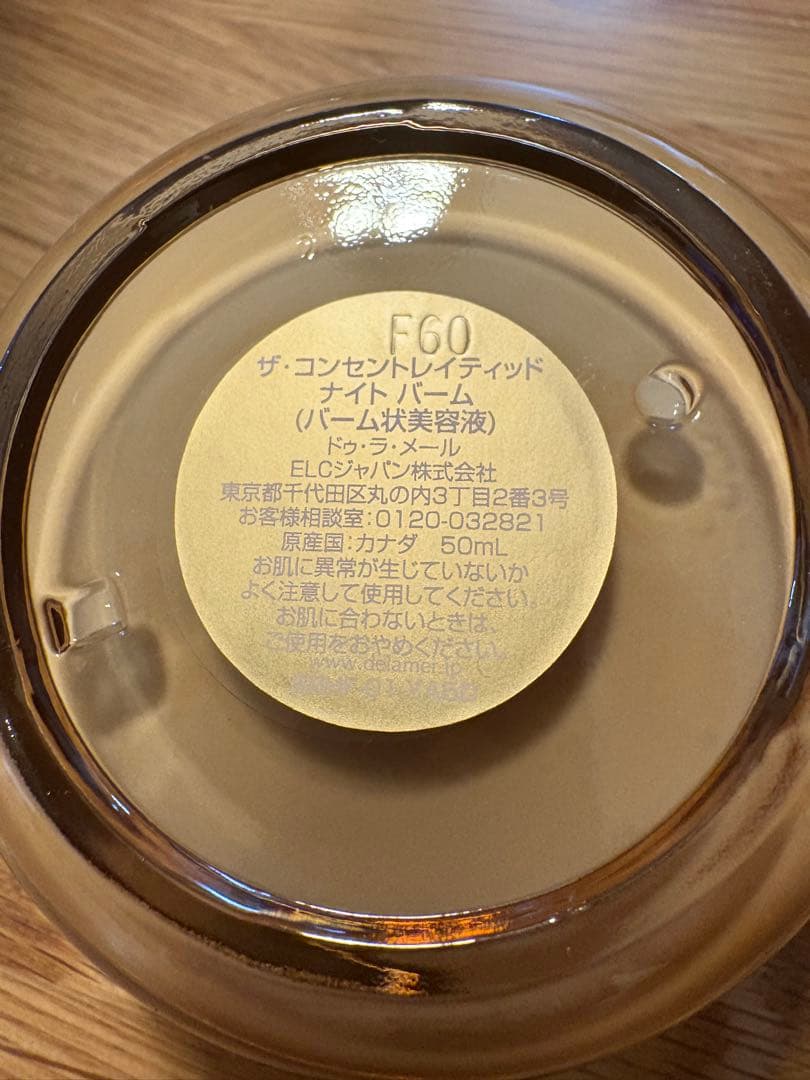 F60
ザ・コンセントレイティッド
ナイト バーム
(バーム状美容液)
ドゥ・ラ・メール
ELCジャパン株式会社
東京都千代田区丸の内3丁目2番3号
お客様相談室:0120-032821
原産国:カナダ 50mL
お肌に異常が生じていないか
よく注意して使用してください。
お肌に合わないときは、
ご使用をおやめください。
www.delamer.jp